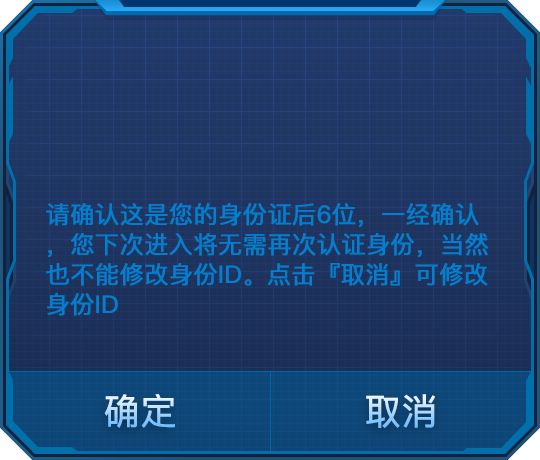 请确认这是您的身份证后6位，一经确认
，您下次进入将无需再次认证身份，当然
也不能修改身份ID。点击『取消』可修改
身份ID
确定 取消